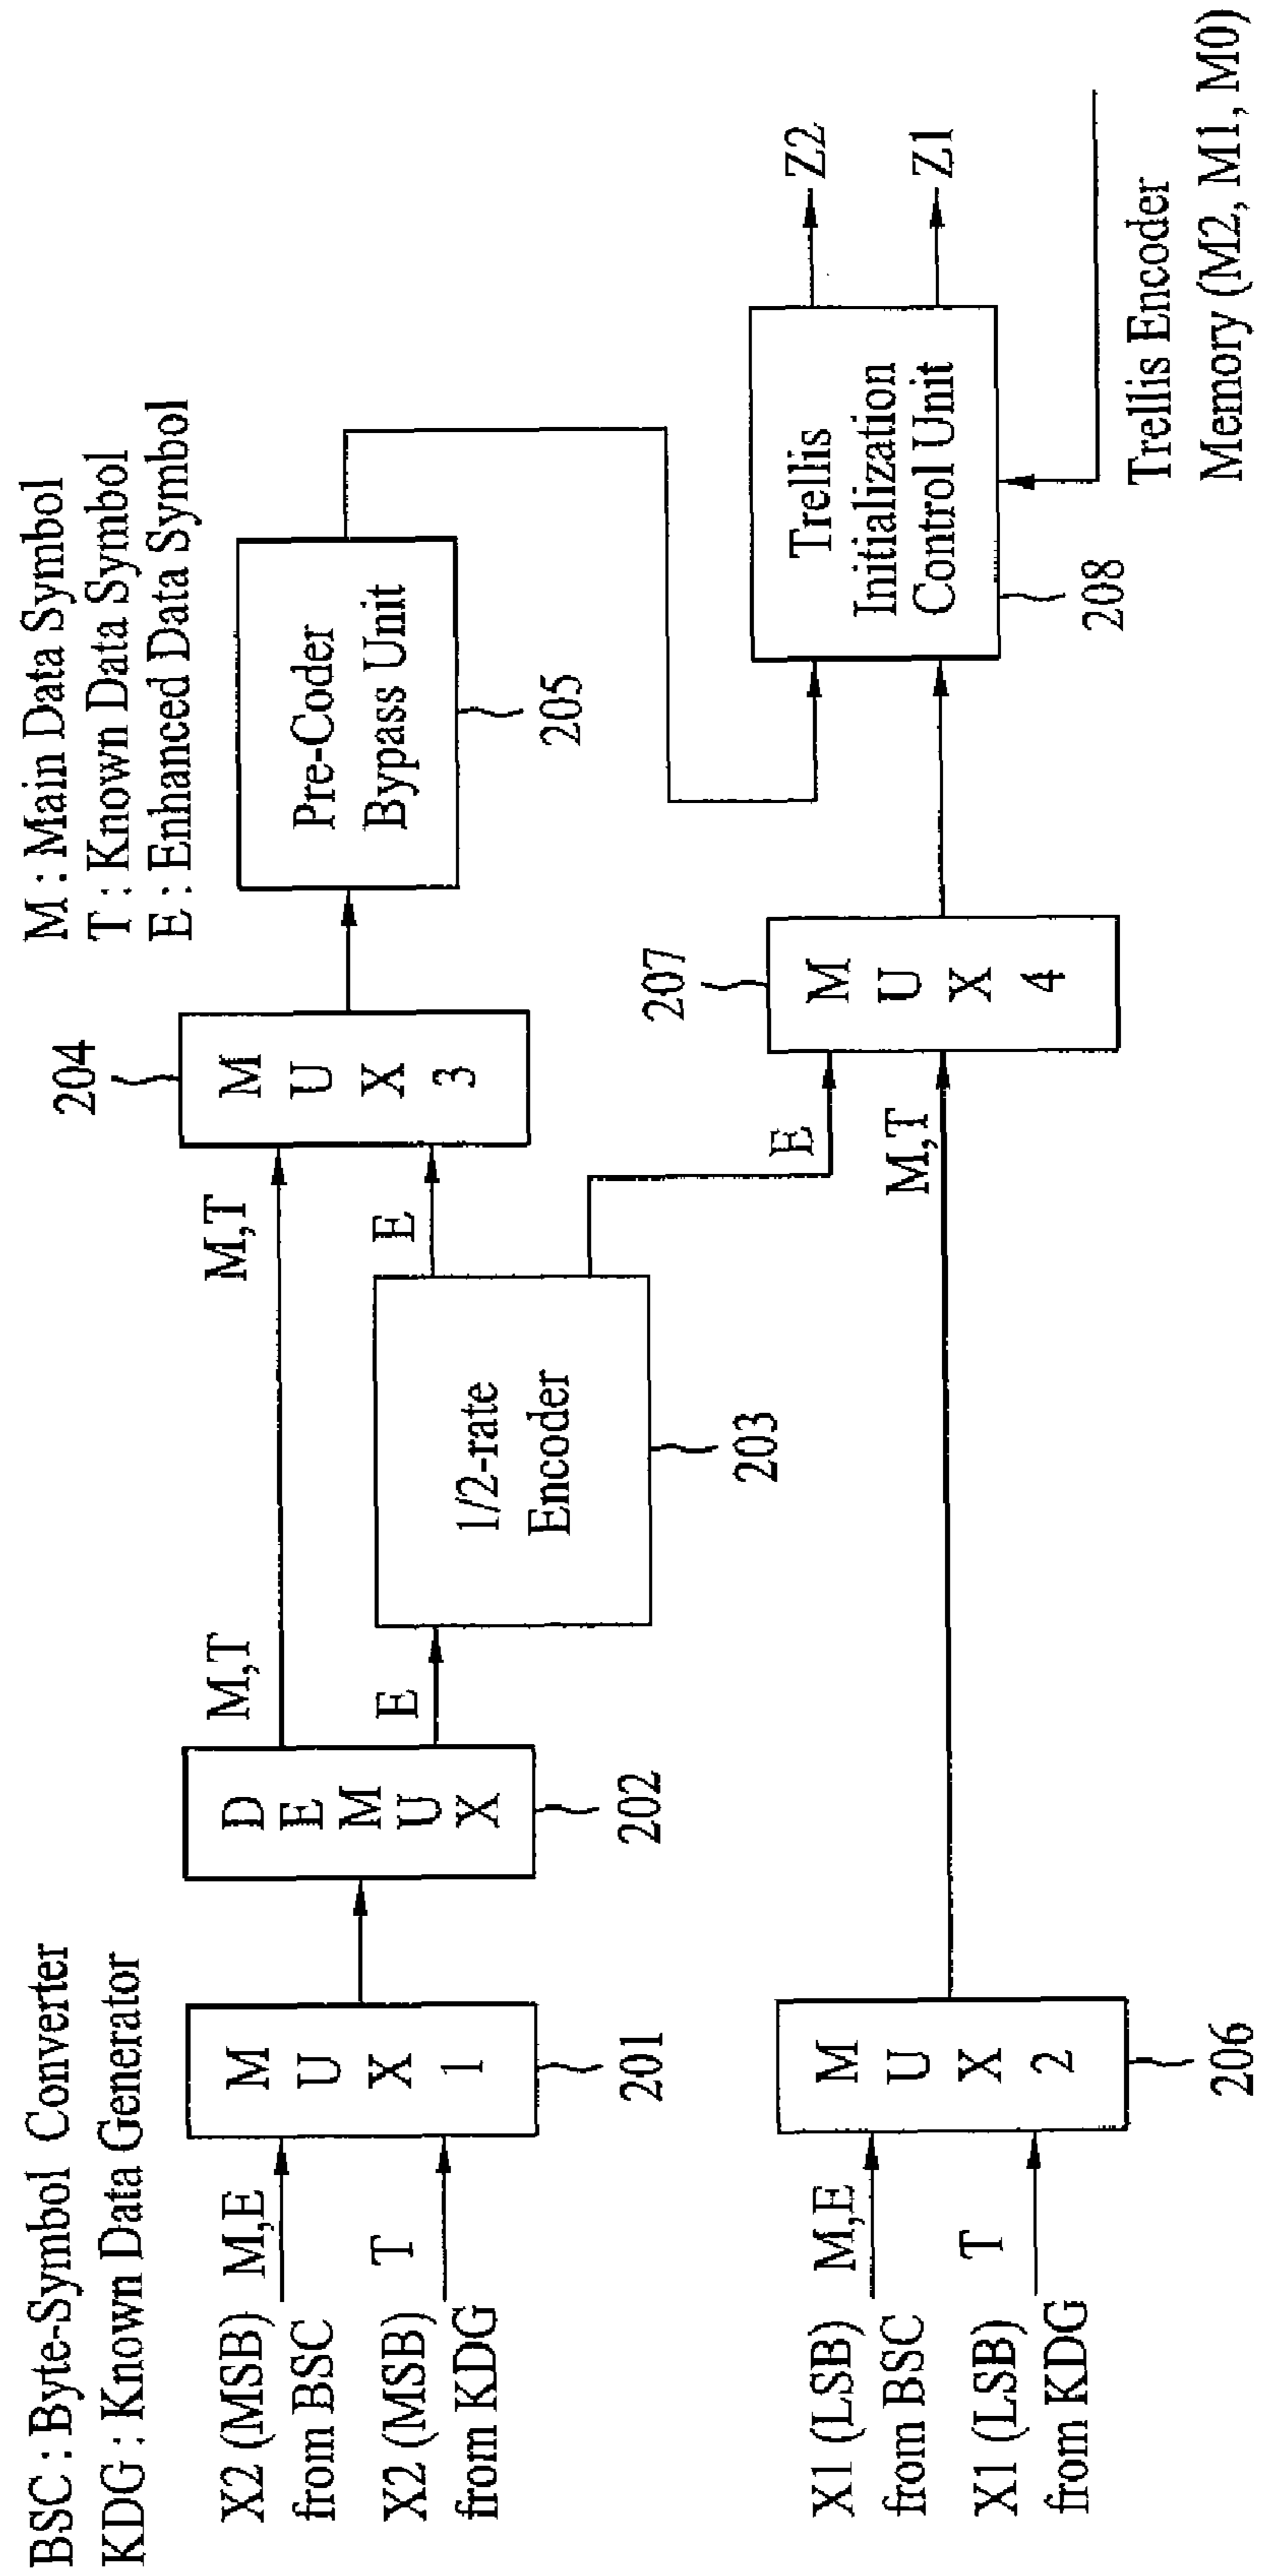 BSC : Byte-Symbol Converter
KDG : Known Data Generator
M : Main Data Symbol
T : Known Data Symbol
E : Enhanced Data Symbol
X2 (MSB)
from BSC
M,E
X2 (MSB)
from KDG
T
M
U
X
1
201
D
E
M
U
X
202
M,T
E
1/2-rate
Encoder
203
M,T
E
M
U
X
3
204
Pre-Coder
Bypass Unit
205
X1 (LSB)
from BSC
M,E
X1 (LSB)
from KDG
T
M
U
X
2
206
E
M,T
M
U
X
4
207
Trellis
Initialization
Control Unit
208
Z2
Z1
Trellis Encoder
Memory (M2, M1, M0)